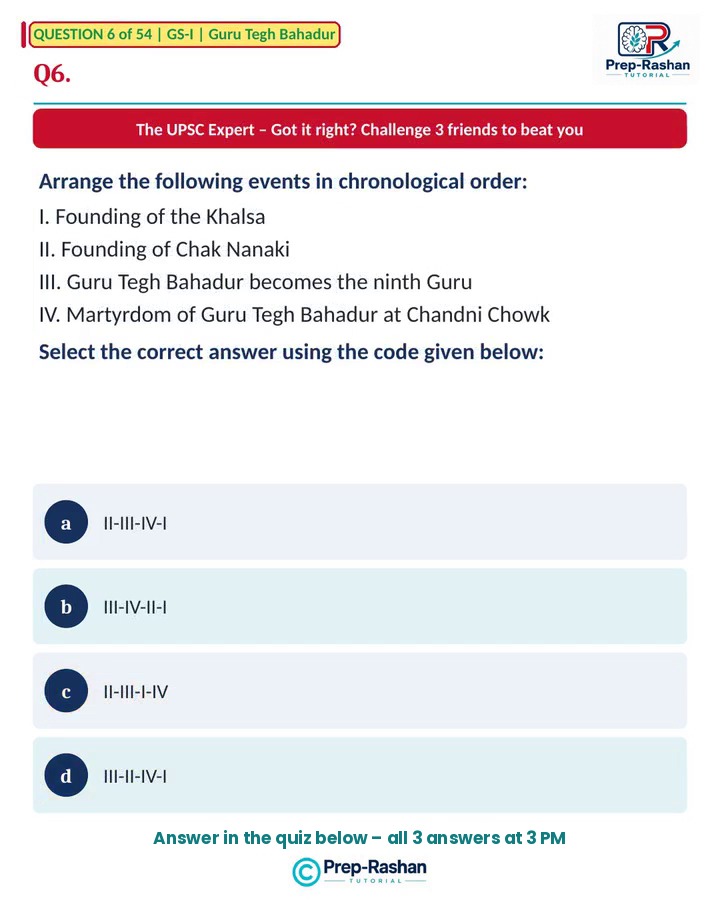 QUESTION 6 of 54 | GS-I | Guru Tegh Bahadur
Prep-Rashan
TUTORIAL
Q6.
The UPSC Expert – Got it right? Challenge 3 friends to beat you
Arrange the following events in chronological order:
I. Founding of the Khalsa
II. Founding of Chak Nanaki
III. Guru Tegh Bahadur becomes the ninth Guru
IV. Martyrdom of Guru Tegh Bahadur at Chandni Chowk
Select the correct answer using the code given below:
a II-III-IV-I
b III-IV-II-I
c II-III-I-IV
d III-II-IV-I
Answer in the quiz below – all 3 answers at 3 PM
© Prep-Rashan
TUTORIAL